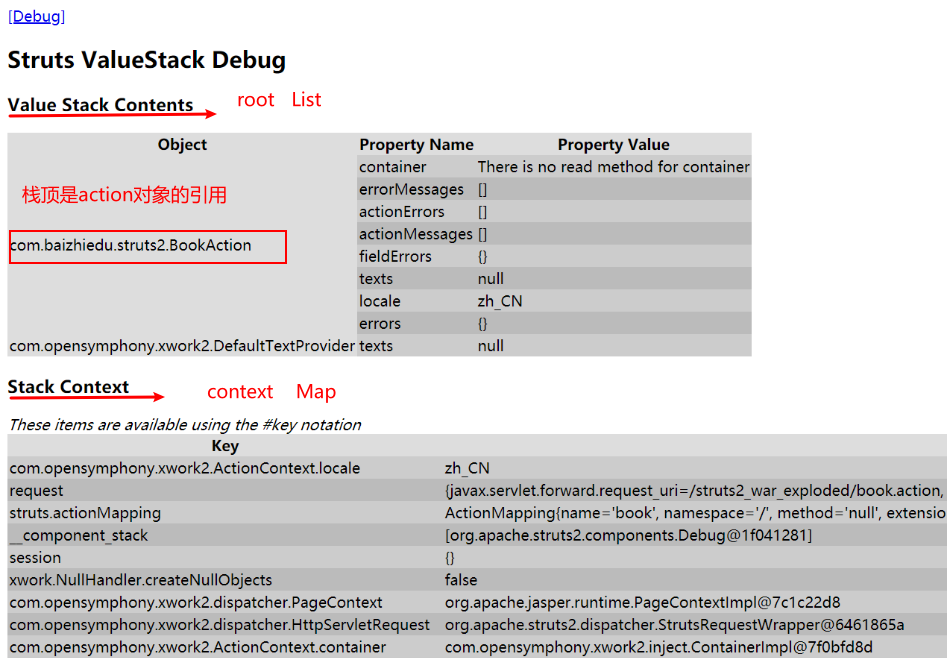 [Debug]
Struts ValueStack Debug
Value Stack Contents root List
Object Property Name Property Value
container There is no read method for container
栈顶是action对象的引用
errorMessages []
actionErrors []
actionMessages []
com.baizhiedu.struts2.BookAction
fieldErrors {}
texts null
locale zh_CN
errors {}
com.opensymphony.xwork2.DefaultTextProvider texts null
Stack Context context Map
These items are available using the #key notation
Key
com.opensymphony.xwork2.ActionContext.locale zh_CN
request {javax.servlet.forward.request_uri=/struts2_war_exploded/book.action,
struts.actionMapping ActionMapping{name='book', namespace='/', method='null', extensio
__component_stack [org.apache.struts2.components.Debug@1f041281]
session {}
xwork.NullHandler.createNullObjects false
com.opensymphony.xwork2.dispatcher.PageContext org.apache.jasper.runtime.PageContextImpl@7c1c22d8
com.opensymphony.xwork2.dispatcher.HttpServletRequest org.apache.struts2.dispatcher.StrutsRequestWrapper@6461865a
com.opensymphony.xwork2.ActionContext.container com.opensymphony.xwork2.inject.ContainerImpl@7f0bfd8d